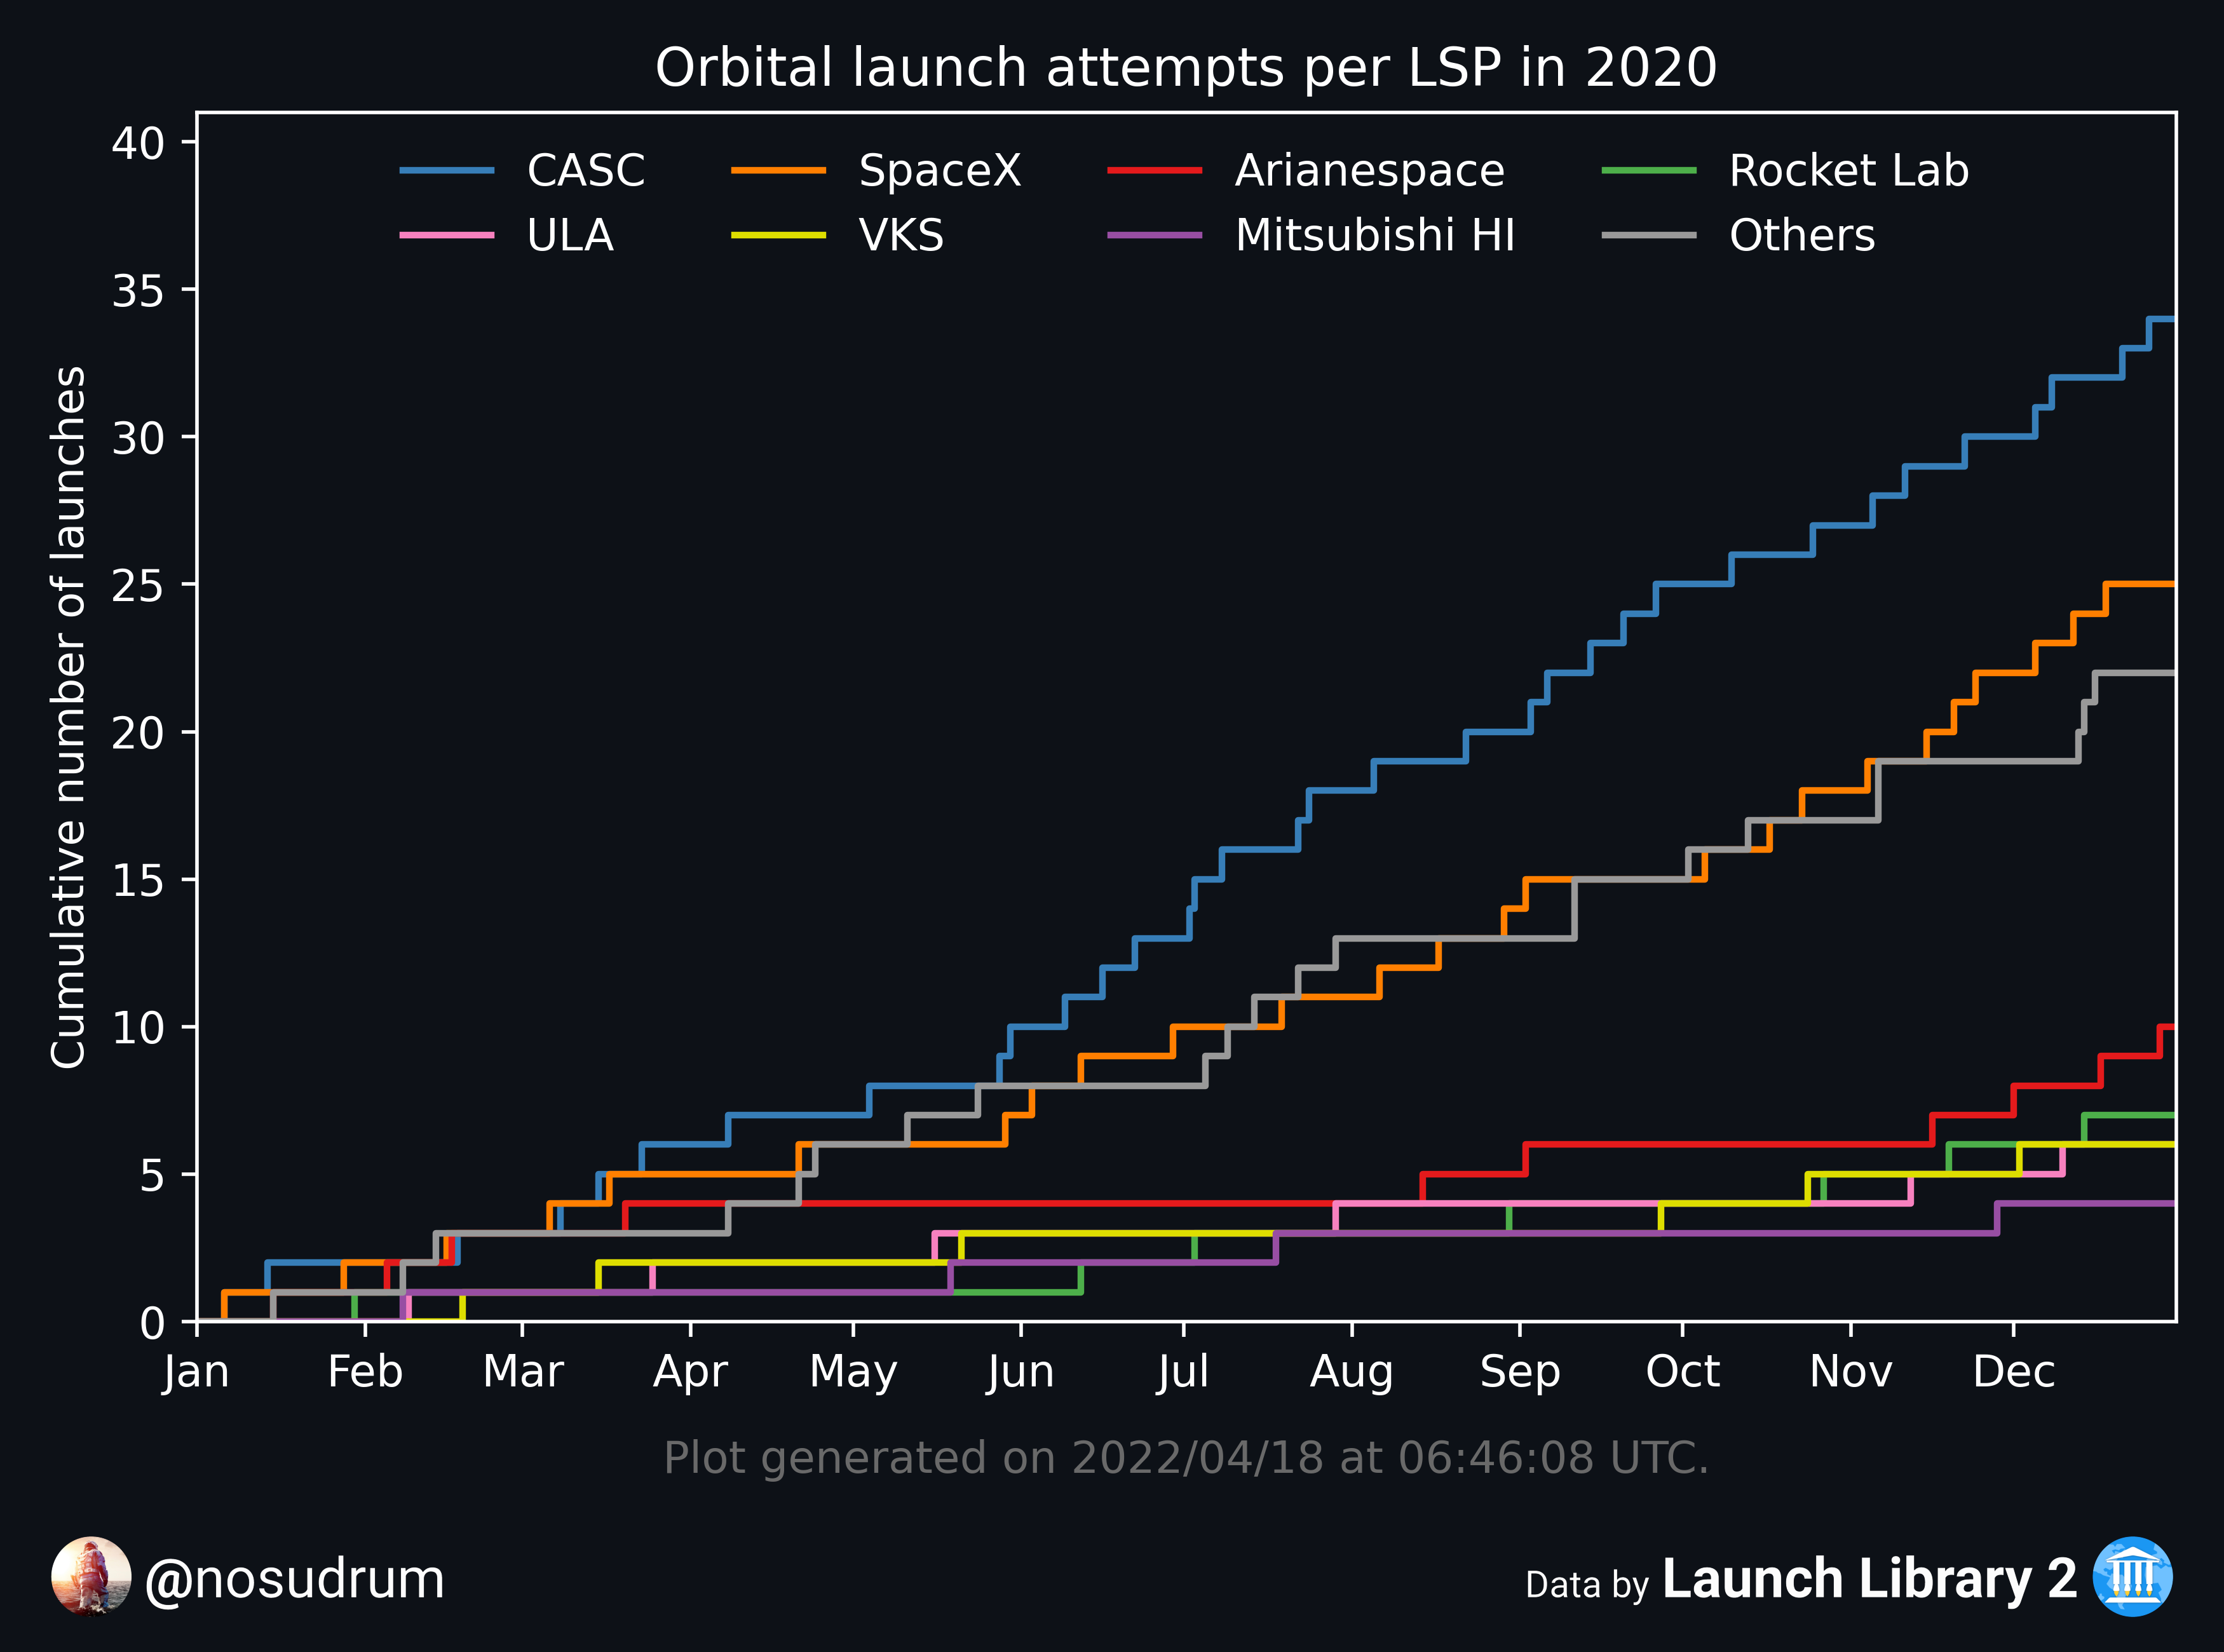 Orbital launch attempts per LSP in 2020
CASC SpaceX Arianespace Rocket Lab
ULA VKS Mitsubishi HI Others
Cumulative number of launches
40
35
30
25
20
15
10
5
0
Jan Feb Mar Apr May Jun Jul Aug Sep Oct Nov Dec
Plot generated on 2022/04/18 at 06:46:08 UTC.
@nosudrum
Data by Launch Library 2